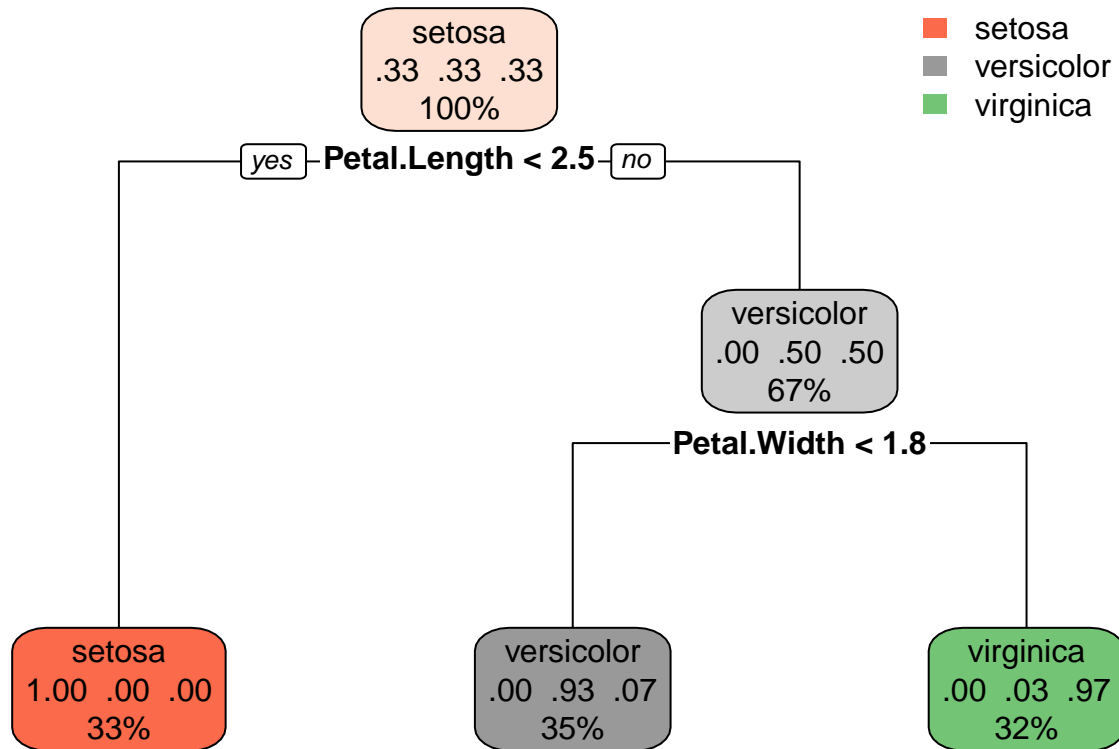 setosa
.33 .33 .33
100%
setosa
versicolor
virginica
yes Petal.Length < 2.5 no
versicolor
.00 .50 .50
67%
Petal.Width < 1.8
setosa
1.00 .00 .00
33%
versicolor
.00 .93 .07
35%
virginica
.00 .03 .97
32%